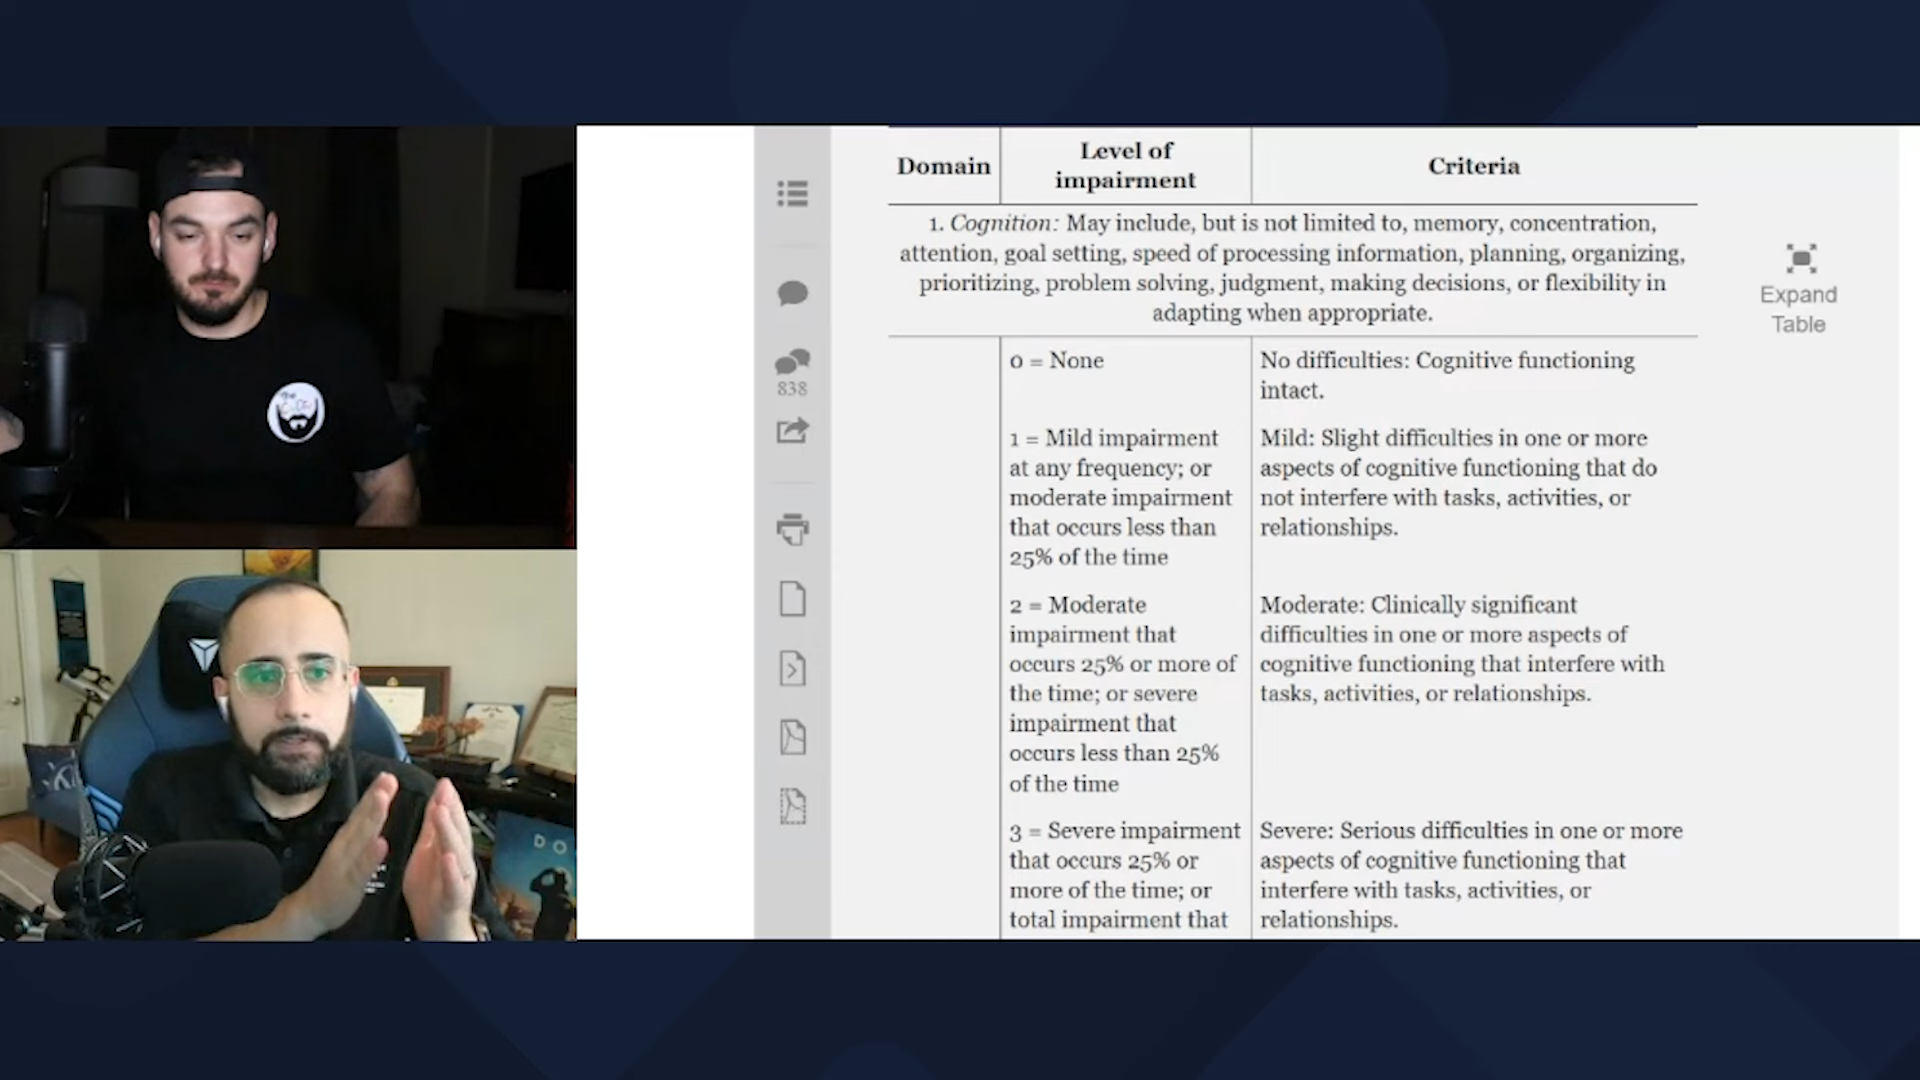 The
D O
Domain
Level of
impairment
Criteria
1. Cognition: May include, but is not limited to, memory, concentration,
attention, goal setting, speed of processing information, planning, organizing,
prioritizing, problem solving, judgment, making decisions, or flexibility in
adapting when appropriate.
0 = None
No difficulties: Cognitive functioning
intact.
1 = Mild impairment
at any frequency; or
moderate impairment
that occurs less than
25% of the time
Mild: Slight difficulties in one or more
aspects of cognitive functioning that do
not interfere with tasks, activities, or
relationships.
2 = Moderate
impairment that
occurs 25% or more of
the time; or severe
impairment that
occurs less than 25%
of the time
Moderate: Clinically significant
difficulties in one or more aspects of
cognitive functioning that interfere with
tasks, activities, or relationships.
3 = Severe impairment
that occurs 25% or
more of the time; or
total impairment that
Severe: Serious difficulties in one or more
aspects of cognitive functioning that
interfere with tasks, activities, or
relationships.
838
Expand
Table